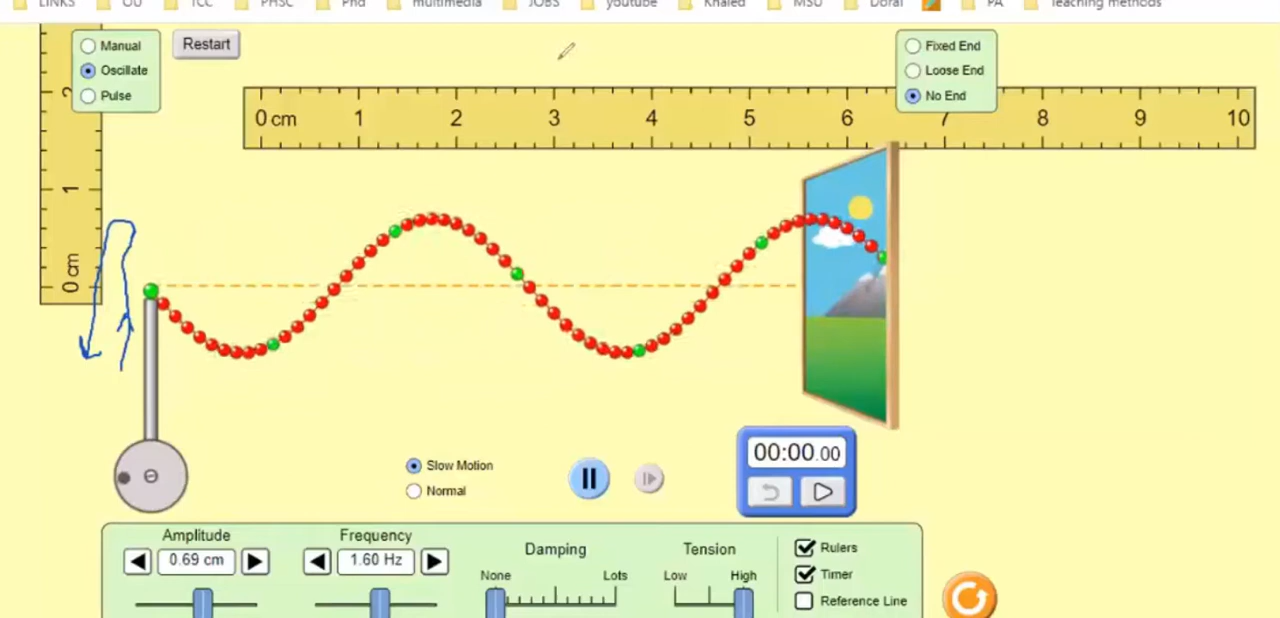 LINKS OU TCC PHSC Phd multimedia JOBS youtube Khaled MSU Doral PA Teaching methods
Manual
Oscillate
Pulse
Restart
Fixed End
Loose End
No End
2
1
0 cm
0 cm 1 2 3 4 5 6 7 8 9 10
Slow Motion
Normal
00:00.00
Amplitude
0.69 cm
Frequency
1.60 Hz
Damping
None Lots
Tension
Low High
Rulers
Timer
Reference Line